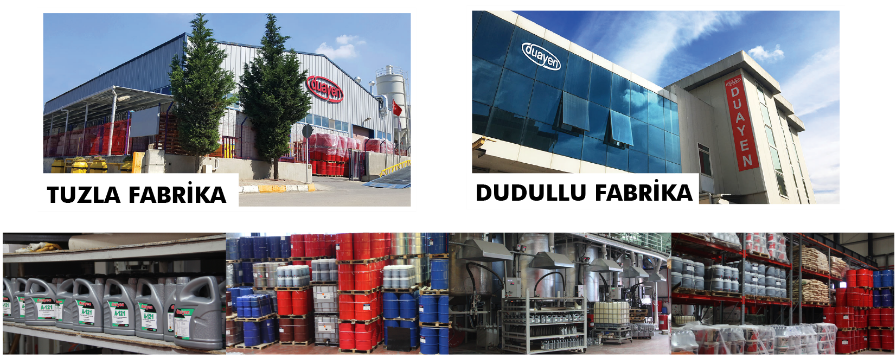 duayen
TUZLA FABRİKA
duayen
DUAYEN
DUDULLU FABRİKA